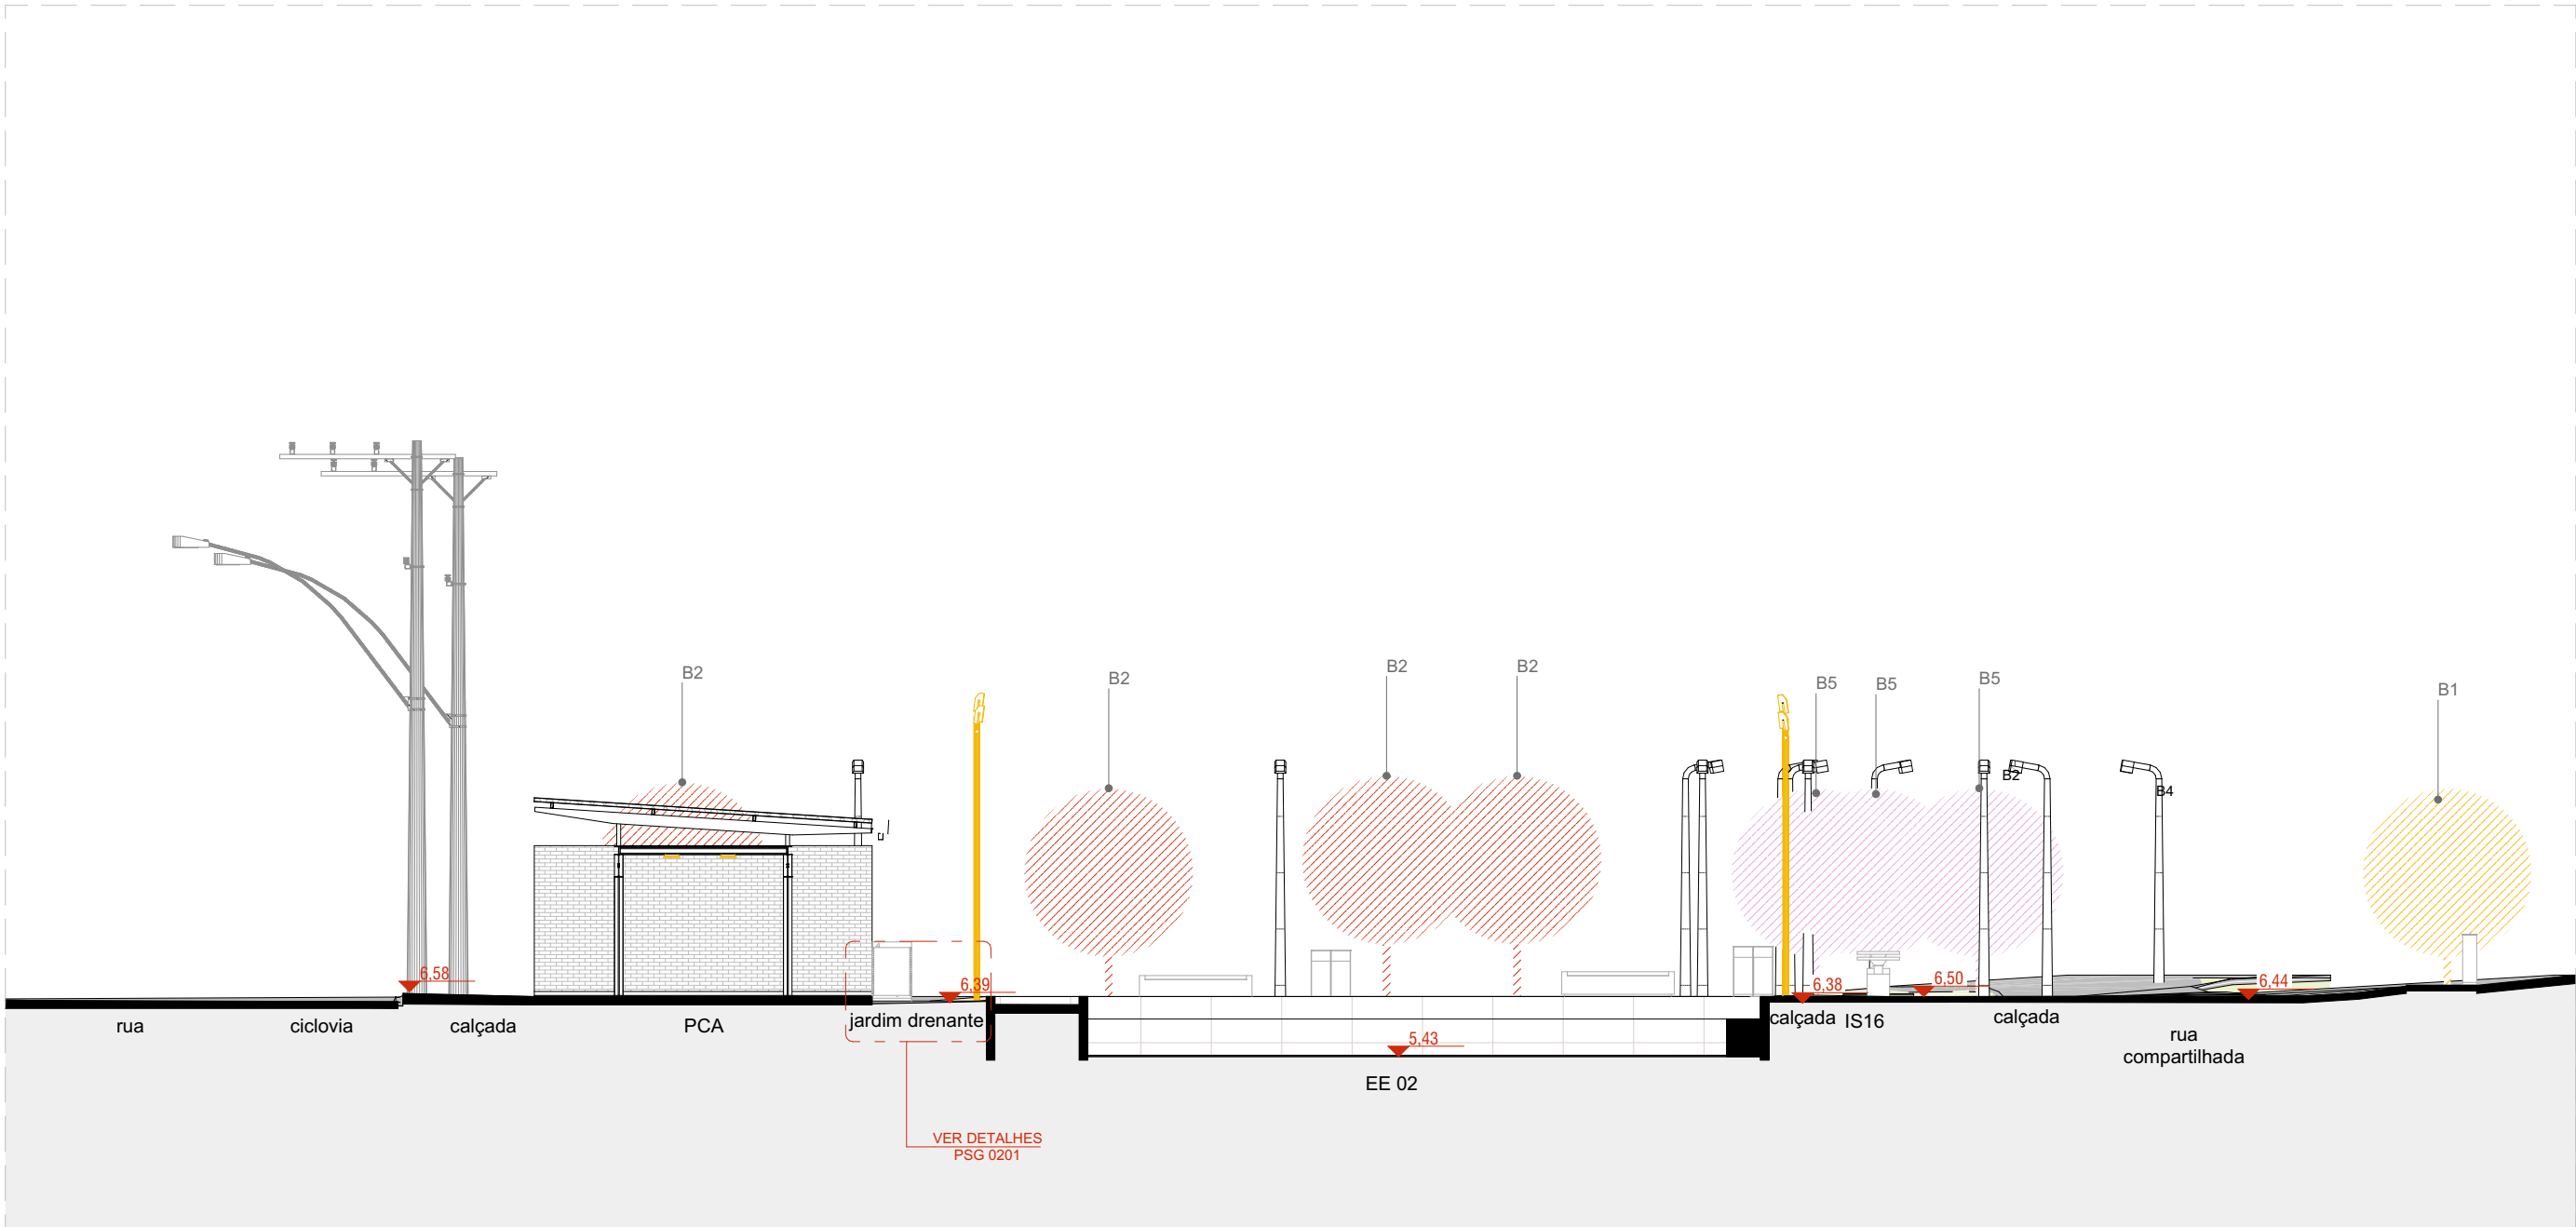 B2
B2
B2
B2
B5
B5
B5
B1
B2
B4
6,58
6,39
6,38
6,50
6,44
5,43
rua
ciclovia
calçada
PCA
jardim drenante
calçada
IS16
calçada
rua
compartilhada
EE 02
VER DETALHES
PSG 0201